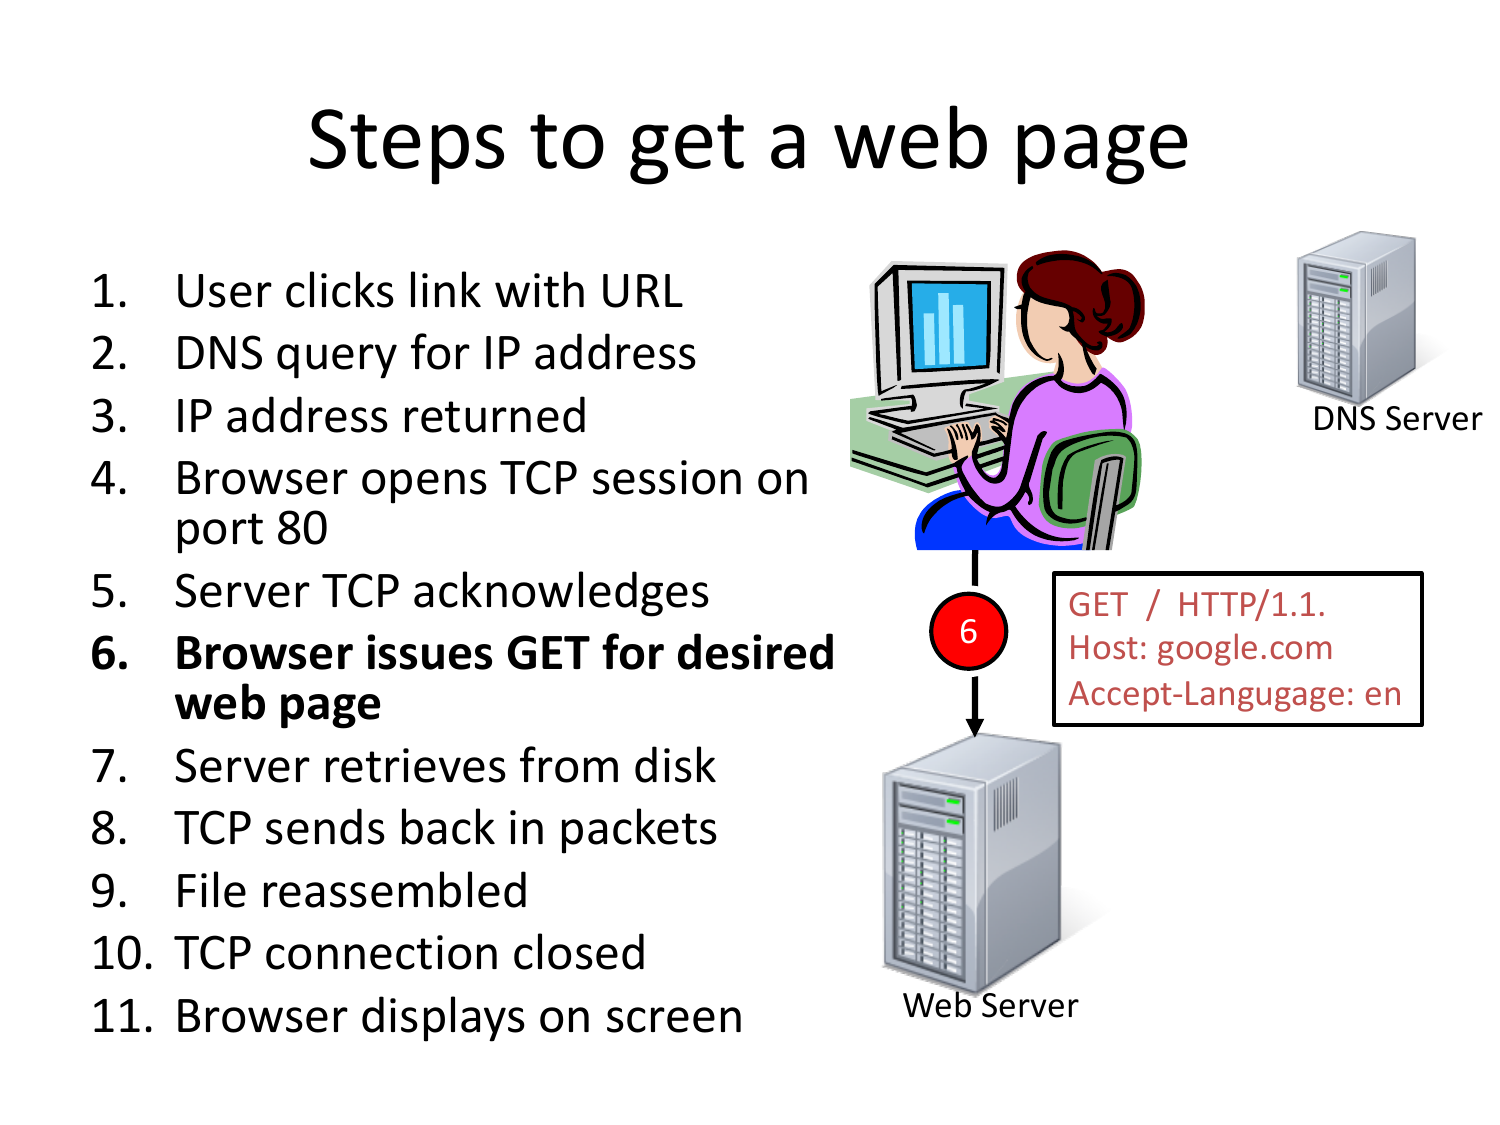 Steps to get a web page
1. User clicks link with URL
2. DNS query for IP address
3. IP address returned
4. Browser opens TCP session on
port 80
5. Server TCP acknowledges
6. Browser issues GET for desired
web page
7. Server retrieves from disk
8. TCP sends back in packets
9. File reassembled
10. TCP connection closed
11. Browser displays on screen
DNS Server
6
GET / HTTP/1.1.
Host: google.com
Accept-Langugage: en
Web Server